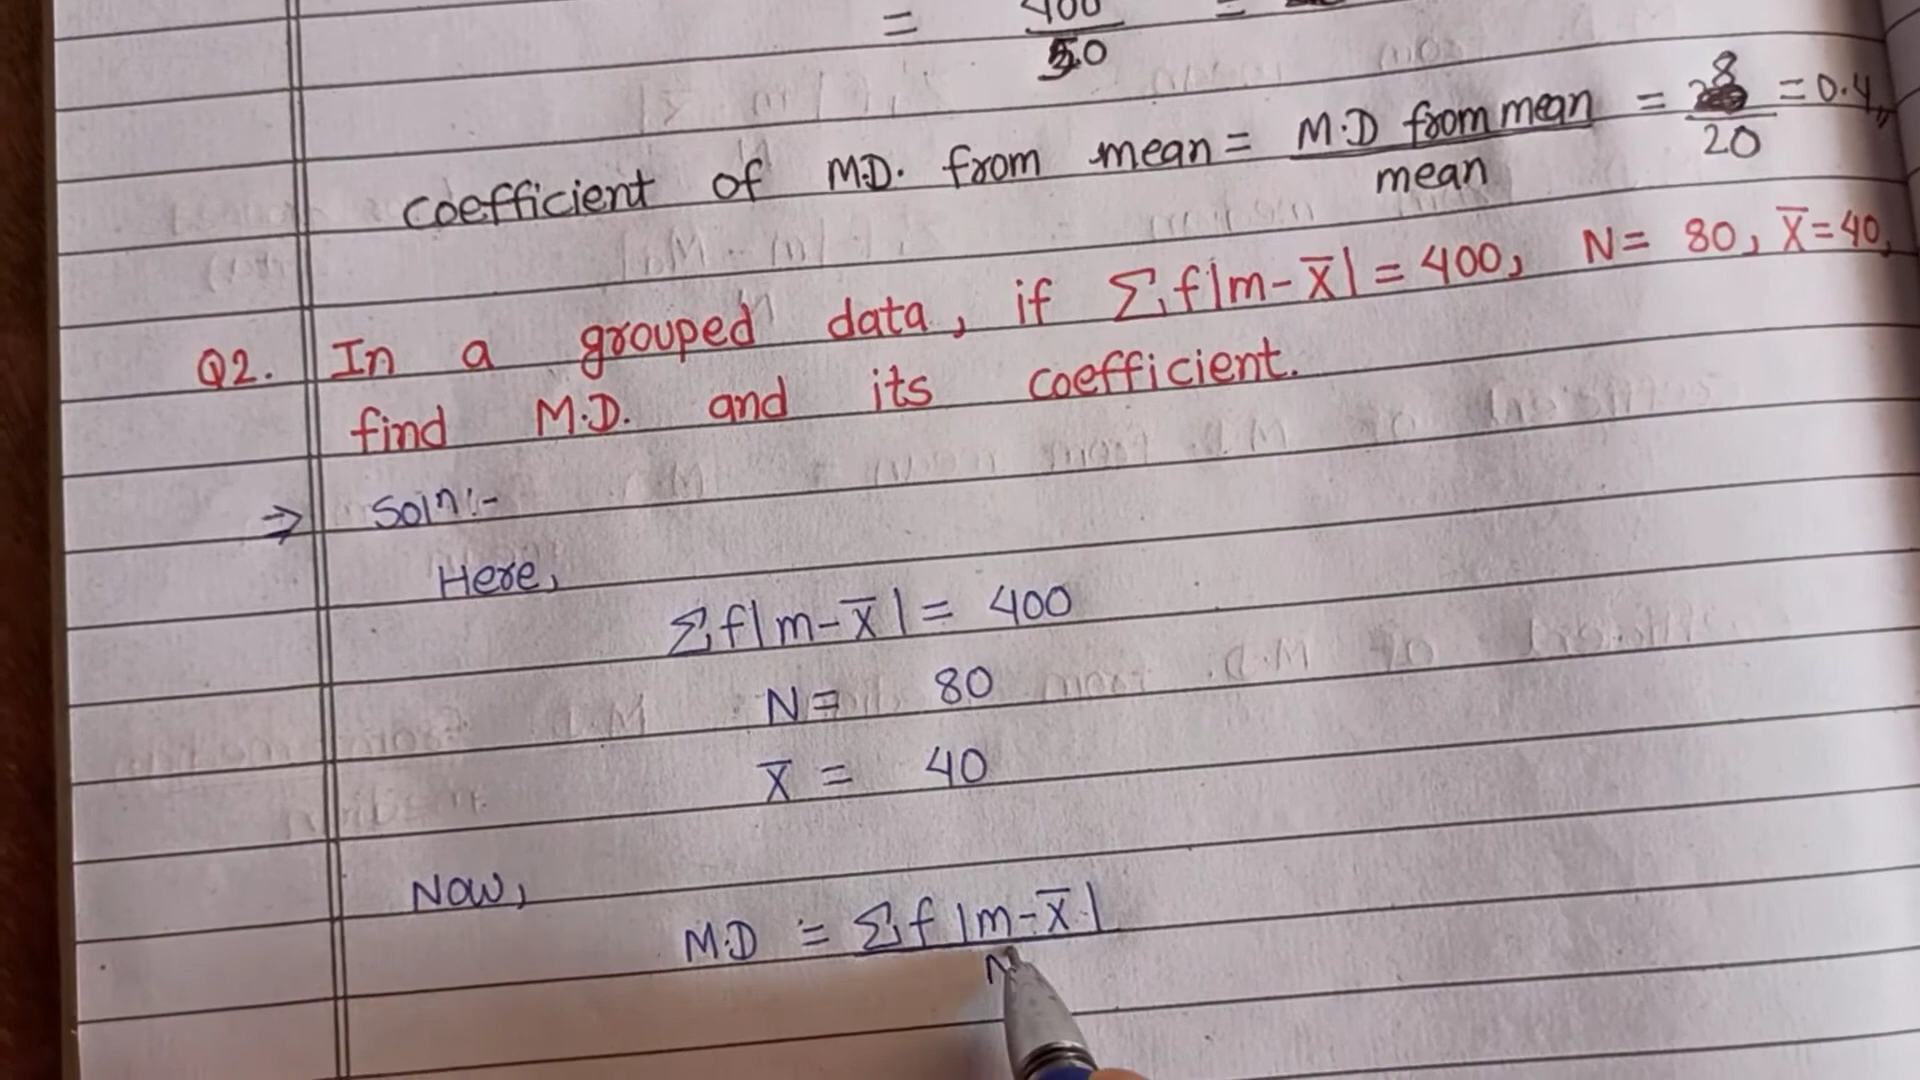 = 400/50 =
coefficient of M.D. from mean = M.D from mean/mean = 8/20 = 0.4,,
Q2. In a grouped data, if Σf|m-X̄| = 400, N = 80, X̄ = 40,
find M.D. and its coefficient.
⇒ Soln:-
Here,
Σf|m-X̄| = 400
N = 80
X̄ = 40
Now,
M.D = Σf|m-X̄|/N